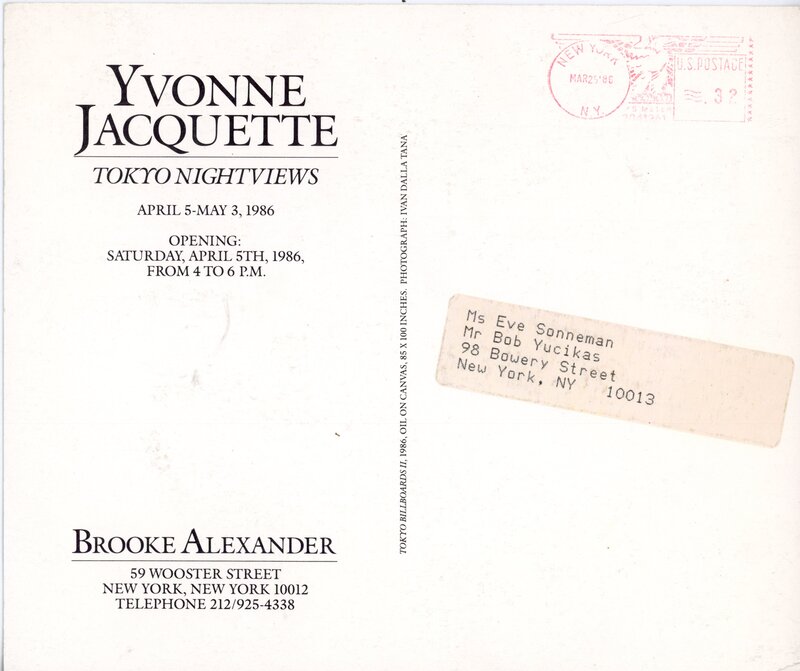 YVONNE
JACQUETTE
TOKYO NIGHTVIEWS
APRIL 5-MAY 3, 1986
OPENING:
SATURDAY, APRIL 5TH, 1986,
FROM 4 TO 6 P.M.
BROOKE ALEXANDER
59 WOOSTER STREET
NEW YORK, NEW YORK 10012
TELEPHONE 212/925-4338
TOKYO BILLBOARDS II, 1986, OIL ON CANVAS, 85 X 100 INCHES. PHOTOGRAPH: IVAN DALLA TANA
NEW YORK
N.Y.
U.S. POSTAGE
.32
Ms Eve Sonneman
Mr Bob Yucikas
98 Bowery Street
New York, NY 10013